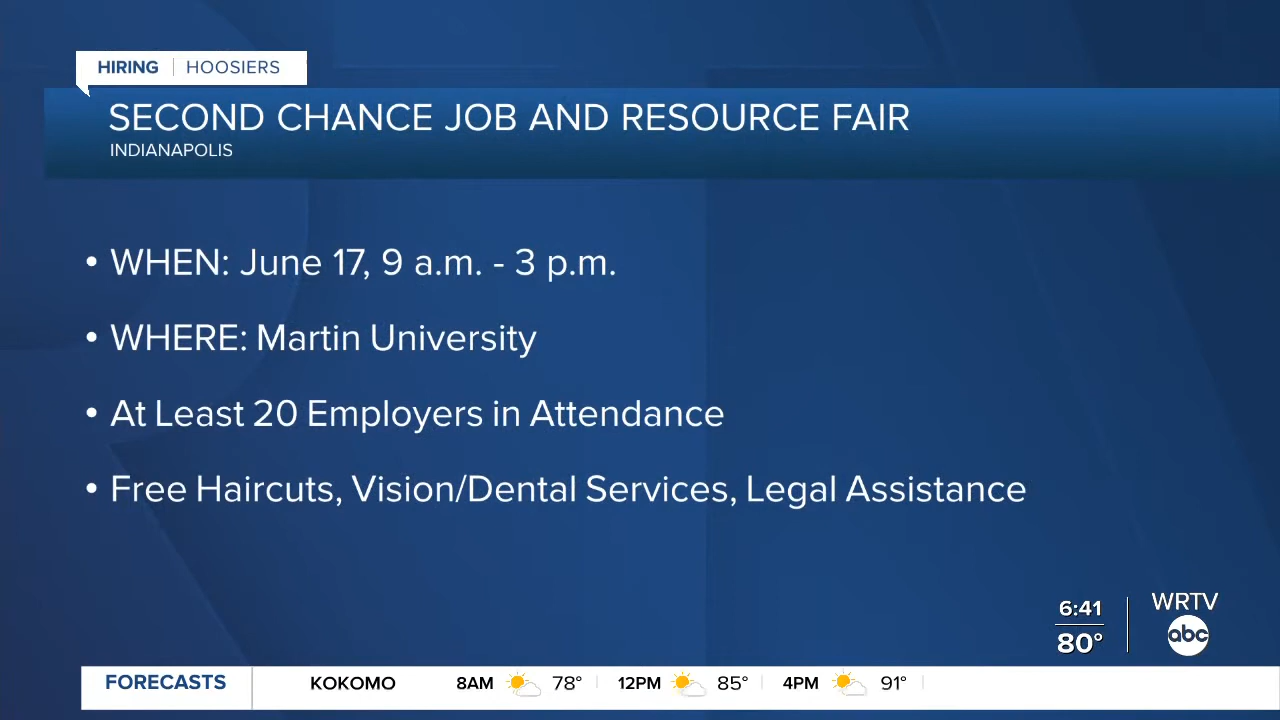 HIRING | HOOSIERS
SECOND CHANCE JOB AND RESOURCE FAIR
INDIANAPOLIS
• WHEN: June 17, 9 a.m. - 3 p.m.
• WHERE: Martin University
• At Least 20 Employers in Attendance
• Free Haircuts, Vision/Dental Services, Legal Assistance
6:41
80°
WRTV
abc
FORECASTS KOKOMO 8AM 78° 12PM 85° 4PM 91°